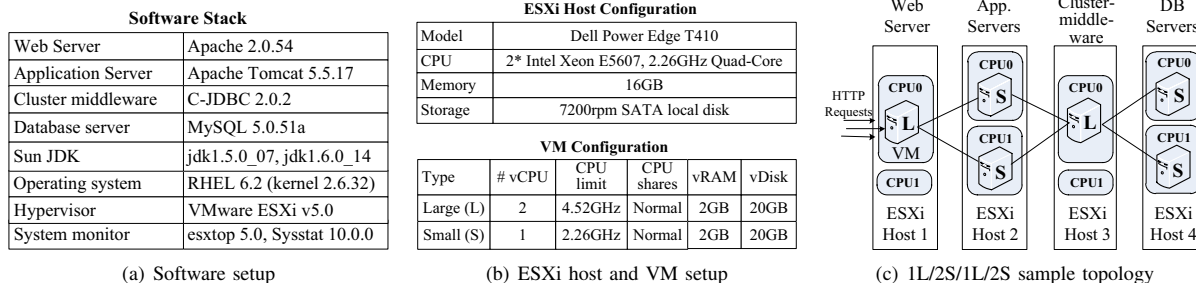 Software Stack
Web Server Apache 2.0.54
Application Server Apache Tomcat 5.5.17
Cluster middleware C-JDBC 2.0.2
Database server MySQL 5.0.51a
Sun JDK jdk1.5.0_07, jdk1.6.0_14
Operating system RHEL 6.2 (kernel 2.6.32)
Hypervisor VMware ESXi v5.0
System monitor esxtop 5.0, Sysstat 10.0.0
(a) Software setup
ESXi Host Configuration
Model Dell Power Edge T410
CPU 2* Intel Xeon E5607, 2.26GHz Quad-Core
Memory 16GB
Storage 7200rpm SATA local disk
VM Configuration
Type # vCPU CPU limit CPU shares vRAM vDisk
Large (L) 2 4.52GHz Normal 2GB 20GB
Small (S) 1 2.26GHz Normal 2GB 20GB
(b) ESXi host and VM setup
Web
Server
App.
Servers
Cluster-
middle-
ware
DB
Servers
HTTP
Requests
CPU0
L
VM
CPU1
ESXi
Host 1
CPU0
S
CPU1
S
ESXi
Host 2
CPU0
L
CPU1
ESXi
Host 3
CPU0
S
CPU1
S
ESXi
Host 4
(c) 1L/2S/1L/2S sample topology